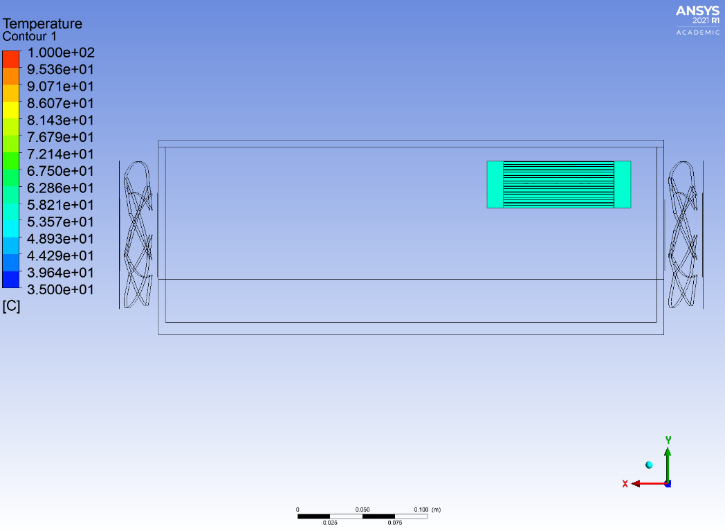 ANSYS
2021 R1
ACADEMIC
Temperature
Contour 1
1.000e+02
9.536e+01
9.071e+01
8.607e+01
8.143e+01
7.679e+01
7.214e+01
6.750e+01
6.286e+01
5.821e+01
5.357e+01
4.893e+01
4.429e+01
3.964e+01
3.500e+01
[C]
Y
X
0 0.050 0.100 (m)
0.025 0.075